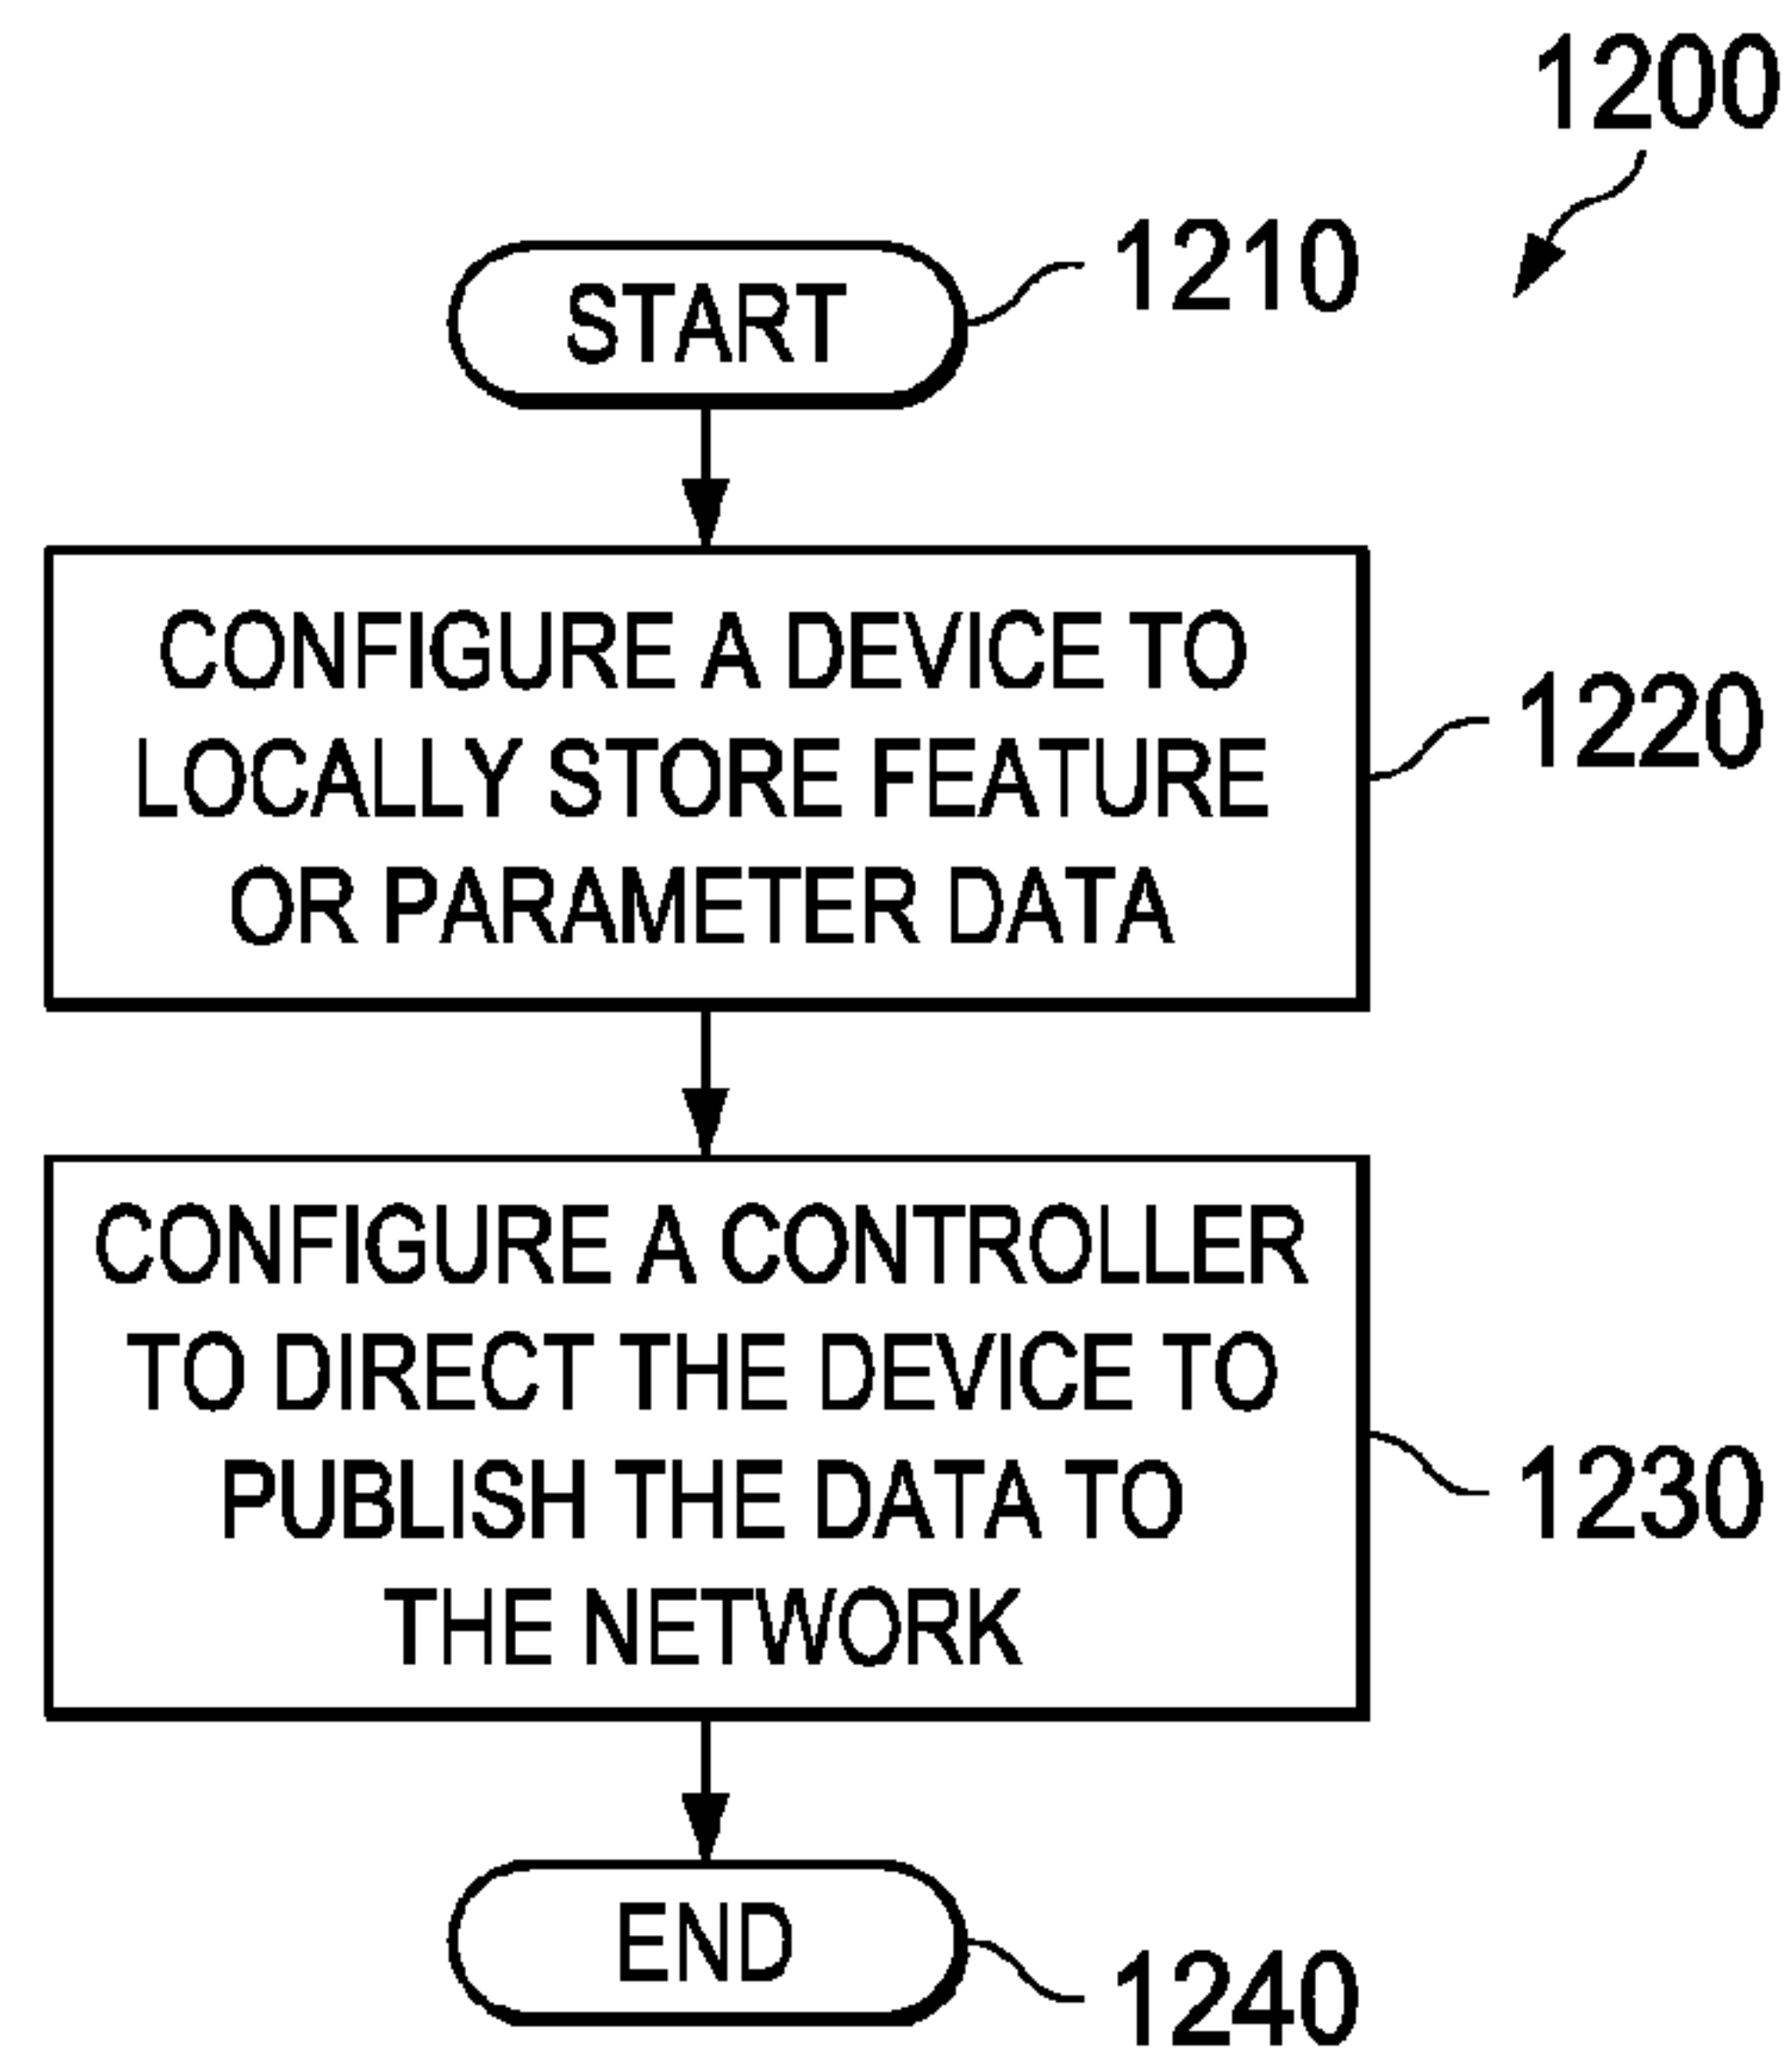 1200
START
1210
CONFIGURE A DEVICE TO
LOCALLY STORE FEATURE
OR PARAMETER DATA
1220
CONFIGURE A CONTROLLER
TO DIRECT THE DEVICE TO
PUBLISH THE DATA TO
THE NETWORK
1230
END
1240